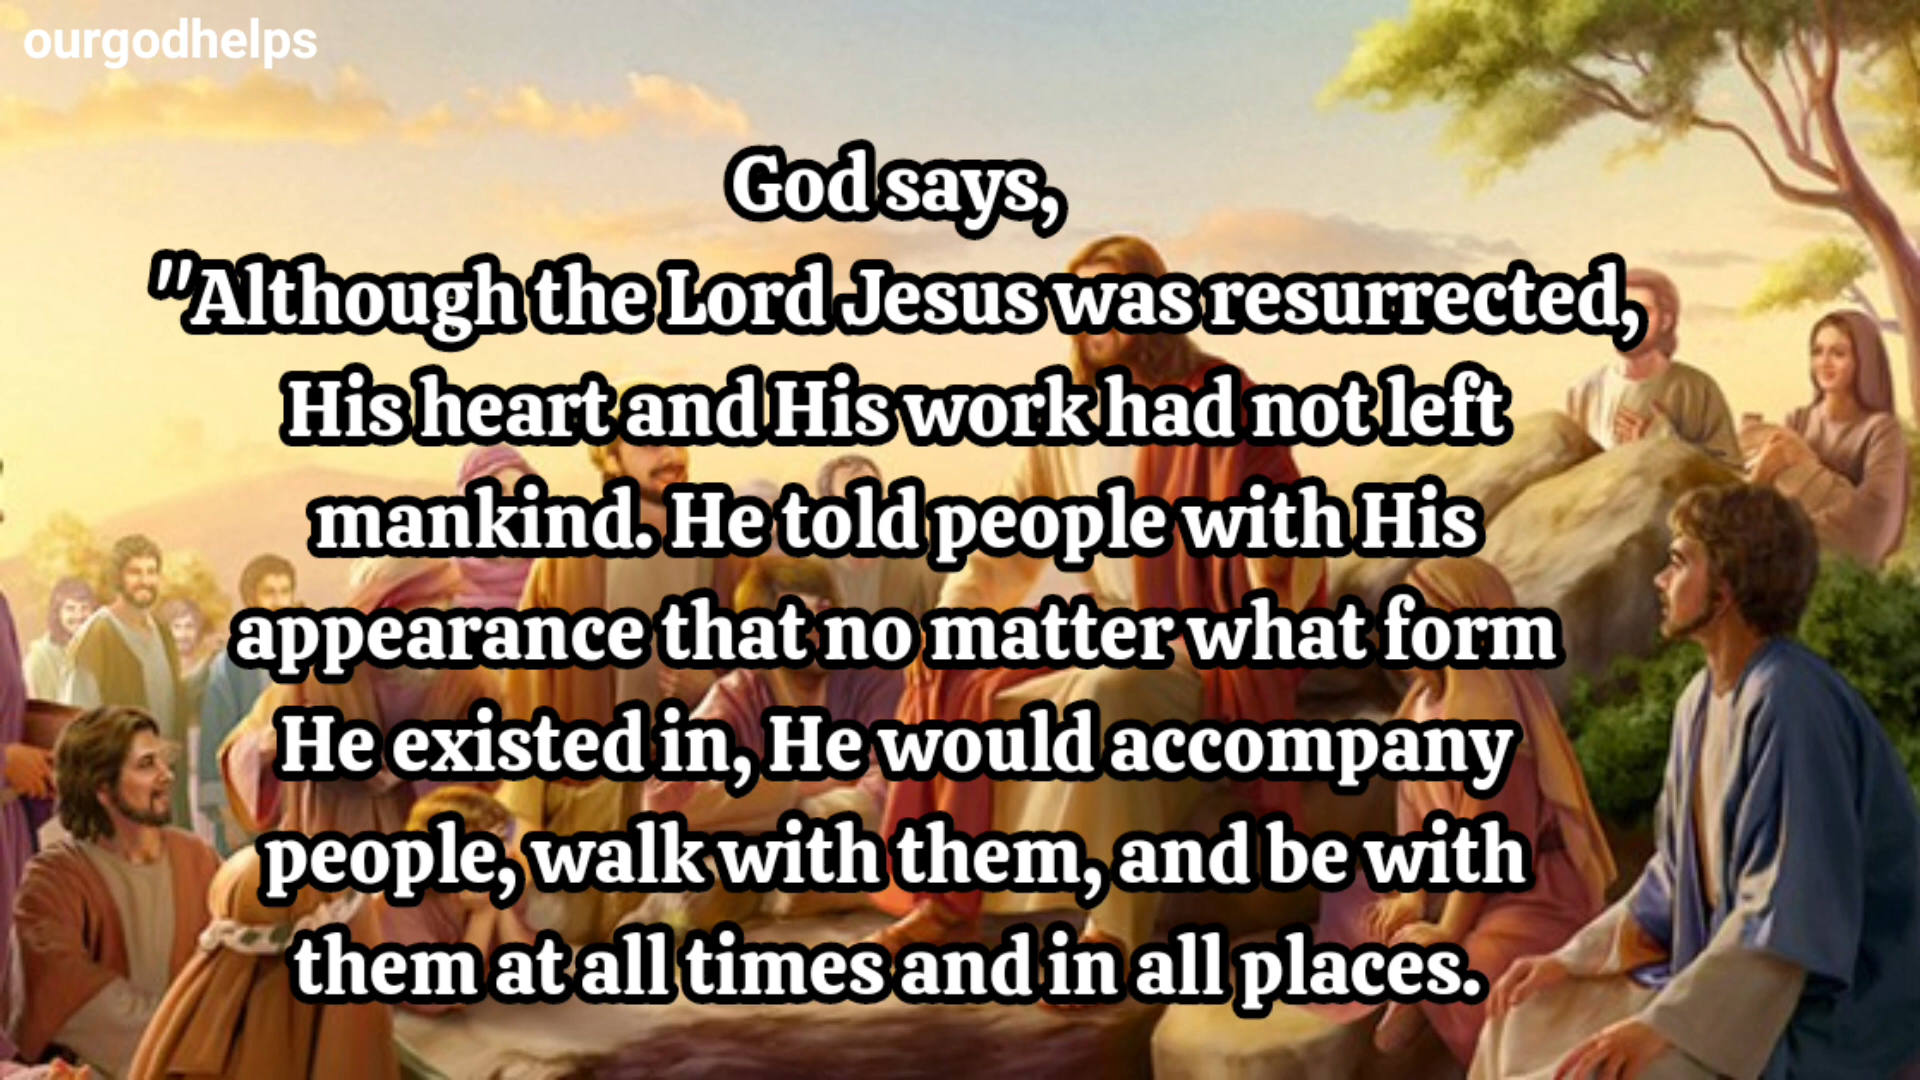 ourgodhelps
God says,
"Although the Lord Jesus was resurrected,
His heart and His work had not left
mankind. He told people with His
appearance that no matter what form
He existed in, He would accompany
people, walk with them, and be with
them at all times and in all places.